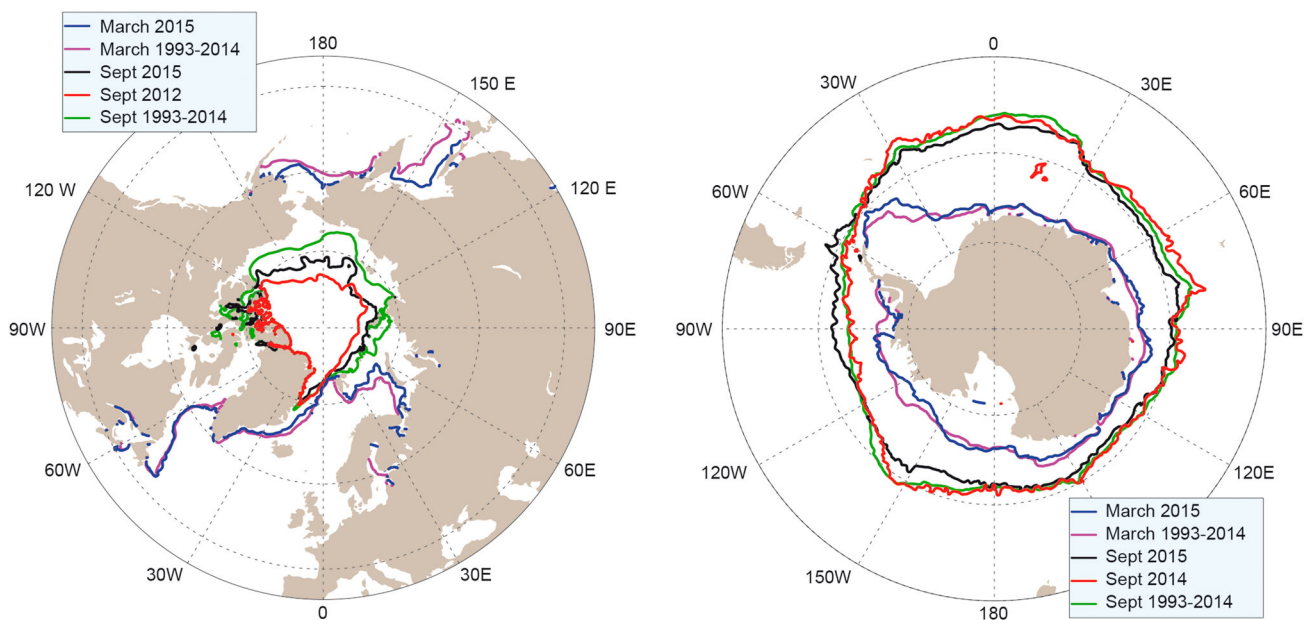 March 2015
March 1993-2014
Sept 2015
Sept 2012
Sept 1993-2014
180
150 E
120 E
90E
60E
30E
0
30W
60W
90W
120 W
0
30E
60E
90E
120E
180
150W
120W
90W
60W
30W
March 2015
March 1993-2014
Sept 2015
Sept 2014
Sept 1993-2014